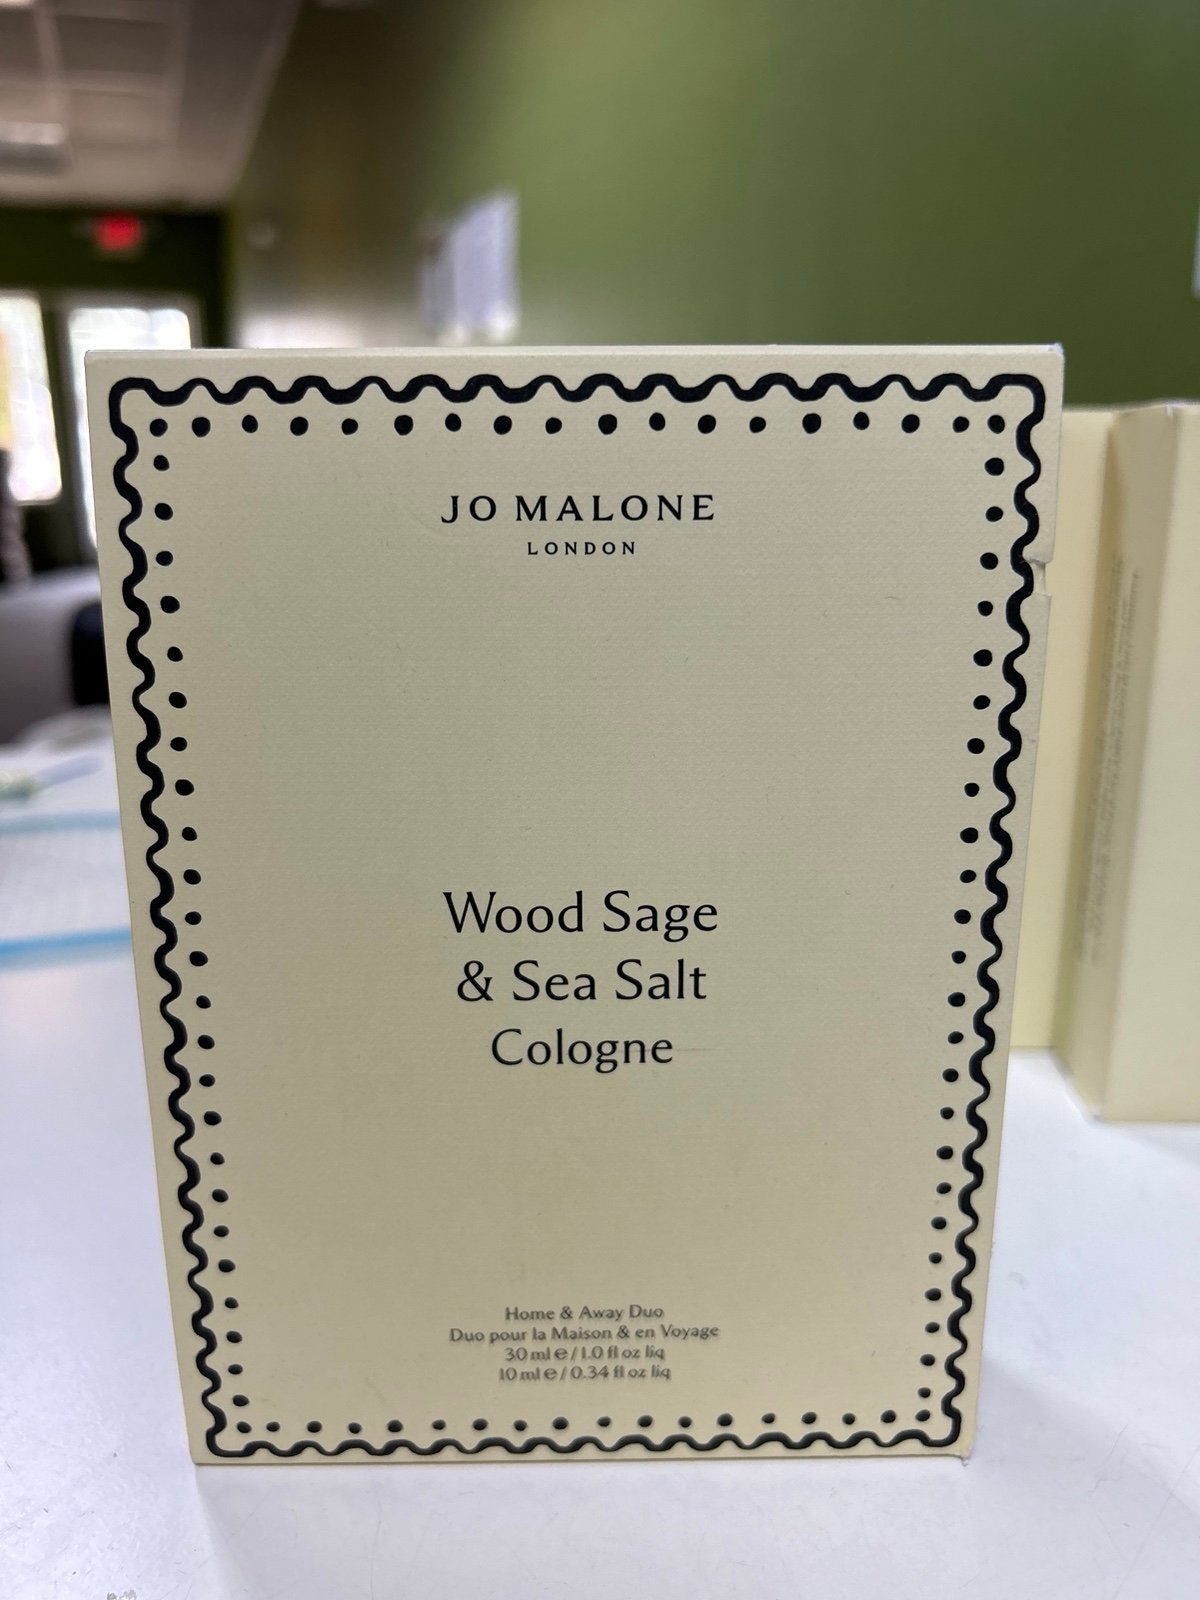 JO MALONE
LONDON
Wood Sage
& Sea Salt
Cologne
Home & Away Duo
Duo pour la Maison & en Voyage
30 ml ℮ / 1.0 fl oz liq
10 ml ℮ / 0.34 fl oz liq